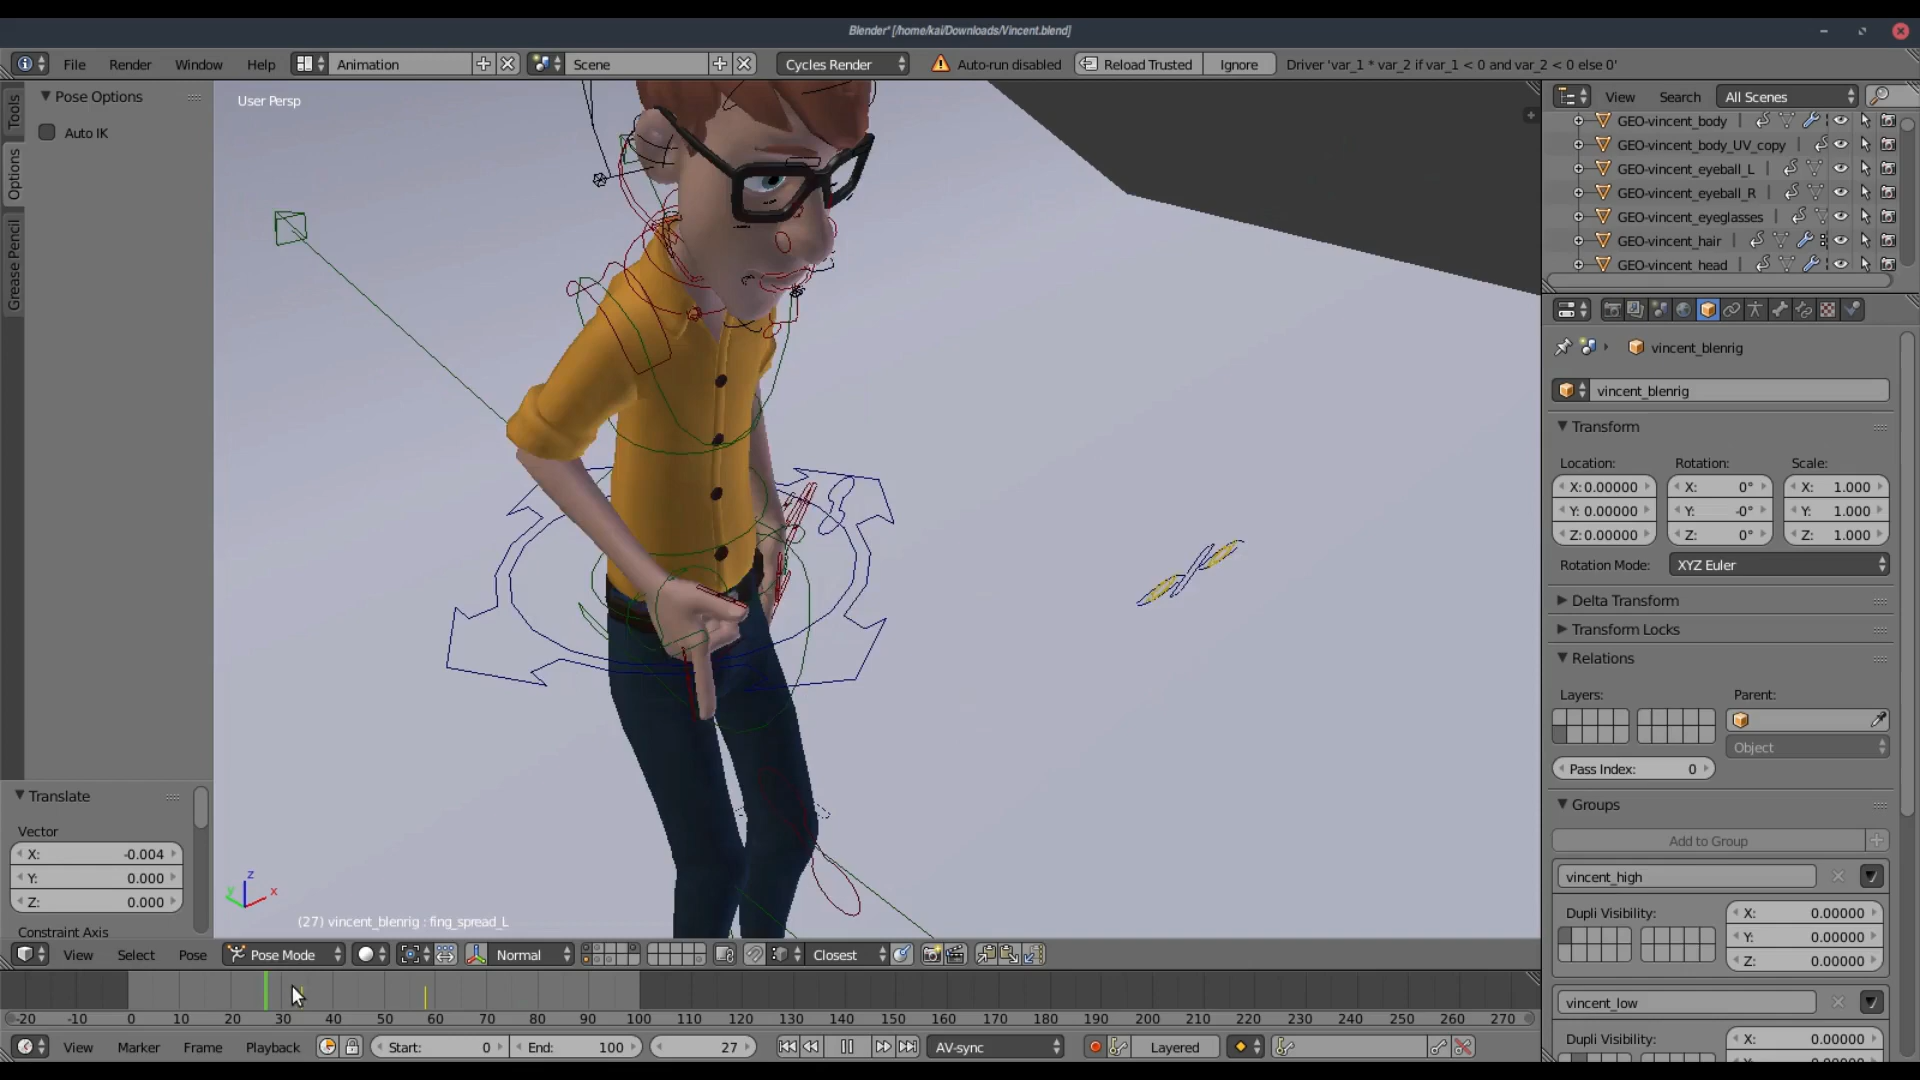 Blender* [/home/kai/Downloads/Vincent.blend]
File Render Window Help Animation Scene Cycles Render Auto-run disabled Reload Trusted Ignore Driver 'var_1 * var_2 if var_1 < 0 and var_2 < 0 else 0'
Tools
Options
Grease Pencil
Pose Options
Auto IK
User Persp
View Search All Scenes
GEO-vincent_body
GEO-vincent_body_UV_copy
GEO-vincent_eyeball_L
GEO-vincent_eyeball_R
GEO-vincent_eyeglasses
GEO-vincent_hair
GEO-vincent_head
vincent_blenrig
vincent_blenrig
Transform
Location: Rotation: Scale:
X: 0.00000 X: 0° X: 1.000
Y: 0.00000 Y: -0° Y: 1.000
Z: 0.00000 Z: 0° Z: 1.000
Rotation Mode: XYZ Euler
Delta Transform
Transform Locks
Relations
Layers: Parent:
Object
Pass Index: 0
Groups
Add to Group
vincent_high
Dupli Visibility: X: 0.00000
Y: 0.00000
Z: 0.00000
vincent_low
Dupli Visibility: X: 0.00000
Translate
Vector
X: -0.004
Y: 0.000
Z: 0.000
Constraint Axis
z
y x
(27) vincent_blenrig : fing_spread_L
View Select Pose Pose Mode Normal Closest
-20 -10 0 10 20 30 40 50 60 70 80 90 100 110 120 130 140 150 160 170 180 190 200 210 220 230 240 250 260 270
View Marker Frame Playback Start: 0 End: 100 27 AV-sync Layered